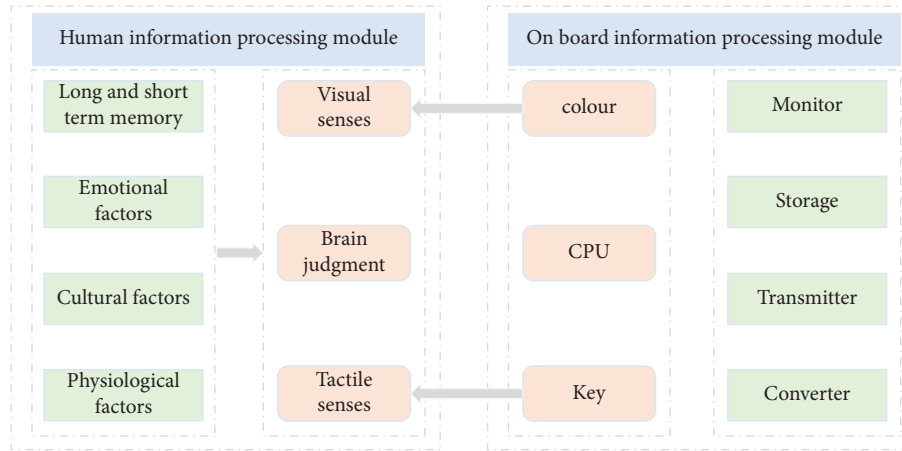 Human information processing module
On board information processing module
Long and short
term memory
Visual
senses
colour
Monitor
Emotional
factors
Storage
Brain
judgment
CPU
Cultural factors
Transmitter
Physiological
factors
Tactile
senses
Key
Converter